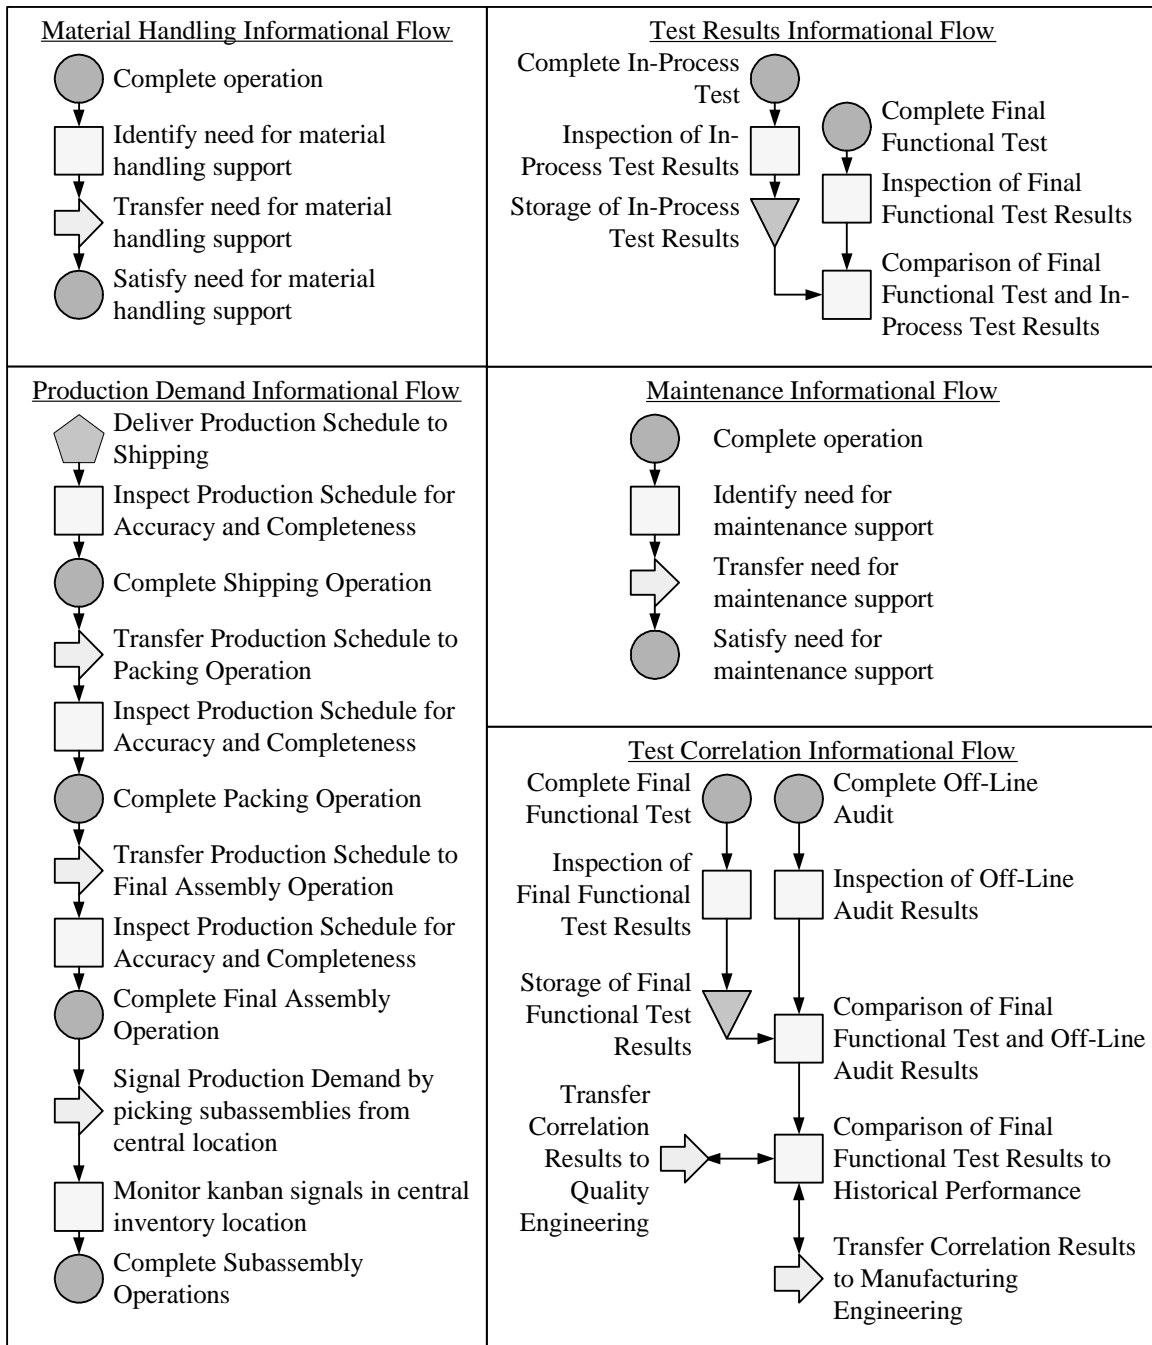 Material Handling Informational Flow
Complete operation
Identify need for material
handling support
Transfer need for material
handling support
Satisfy need for material
handling support
Test Results Informational Flow
Complete In-Process
Test
Inspection of In-
Process Test Results
Storage of In-Process
Test Results
Complete Final
Functional Test
Inspection of Final
Functional Test Results
Comparison of Final
Functional Test and In-
Process Test Results
Production Demand Informational Flow
Deliver Production Schedule to
Shipping
Inspect Production Schedule for
Accuracy and Completeness
Complete Shipping Operation
Transfer Production Schedule to
Packing Operation
Inspect Production Schedule for
Accuracy and Completeness
Complete Packing Operation
Transfer Production Schedule to
Final Assembly Operation
Inspect Production Schedule for
Accuracy and Completeness
Complete Final Assembly
Operation
Signal Production Demand by
picking subassemblies from
central location
Monitor kanban signals in central
inventory location
Complete Subassembly
Operations
Maintenance Informational Flow
Complete operation
Identify need for
maintenance support
Transfer need for
maintenance support
Satisfy need for
maintenance support
Test Correlation Informational Flow
Complete Final
Functional Test
Inspection of
Final Functional
Test Results
Storage of Final
Functional Test
Results
Transfer
Correlation
Results to
Quality
Engineering
Complete Off-Line
Audit
Inspection of Off-Line
Audit Results
Comparison of Final
Functional Test and Off-Line
Audit Results
Comparison of Final
Functional Test Results to
Historical Performance
Transfer Correlation Results
to Manufacturing
Engineering